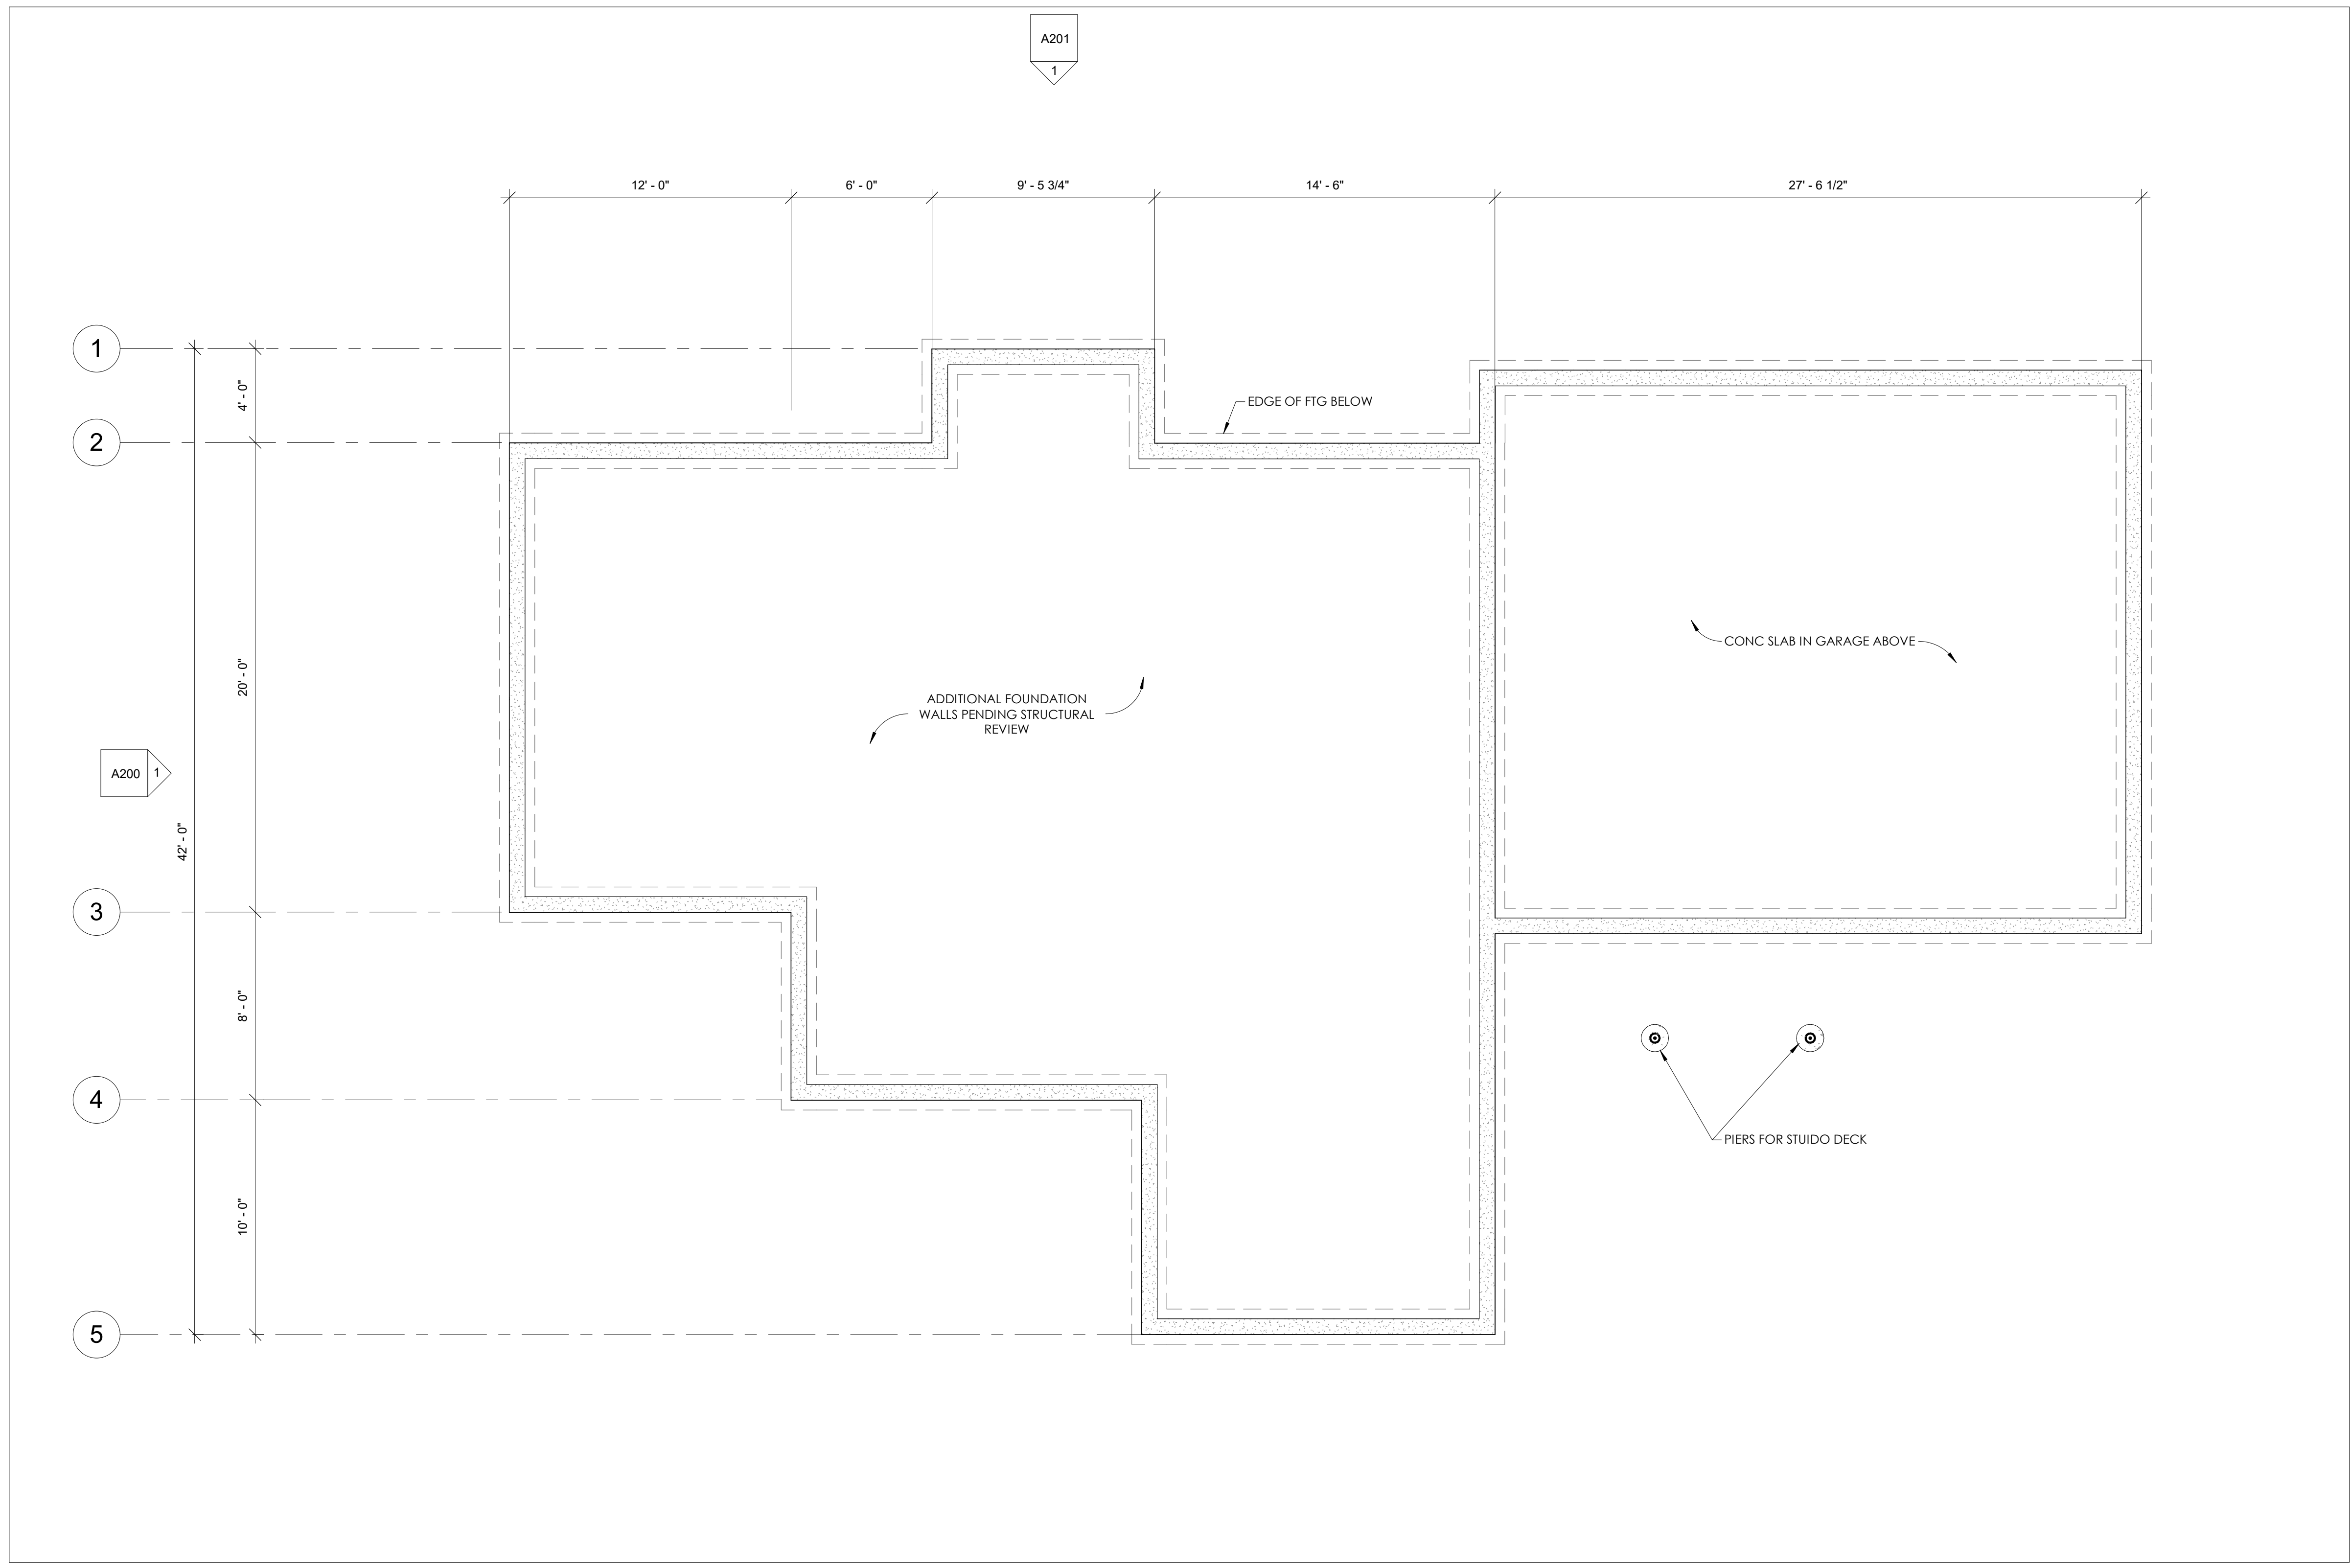 A201
1
12' - 0"
6' - 0"
9' - 5 3/4"
14' - 6"
27' - 6 1/2"
1
4' - 0"
EDGE OF FTG BELOW
2
20' - 0"
CONC SLAB IN GARAGE ABOVE
ADDITIONAL FOUNDATION
WALLS PENDING STRUCTURAL
REVIEW
A200
1
42' - 0"
3
8' - 0"
4
PIERS FOR STUIDO DECK
10' - 0"
5